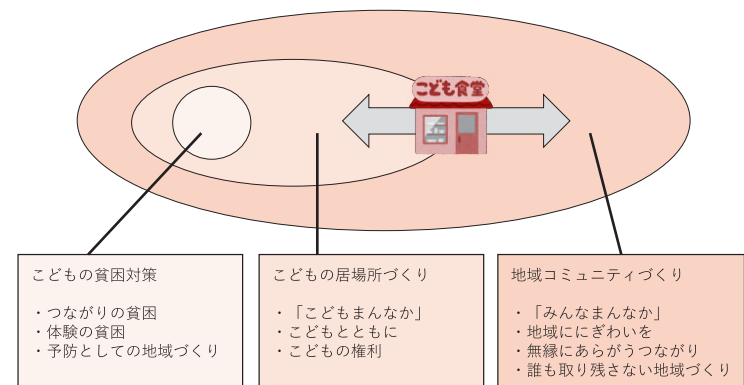 こども食堂
こどもの貧困対策
・つながりの貧困
・体験の貧困
・予防としての地域づくり
こどもの居場所づくり
・「こどもまんなか」
・こどもとともに
・こどもの権利
地域コミュニティづくり
・「みんなまんなか」
・地域ににぎわいを
・無縁にあらがうつながり
・誰も取り残さない地域づくり